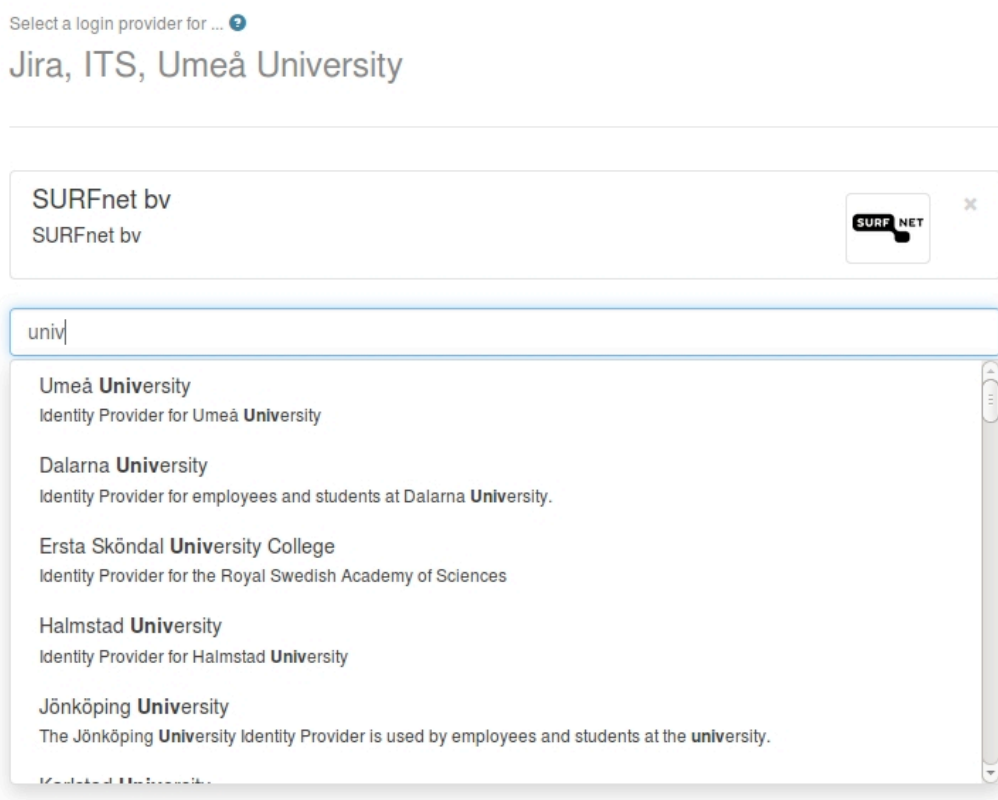 Select a login provider for ... ?
Jira, ITS, Umeå University
SURFnet bv
SURFnet bv
SURF NET
×
univ
Umeå University
Identity Provider for Umeå University
Dalarna University
Identity Provider for employees and students at Dalarna University.
Ersta Sköndal University College
Identity Provider for the Royal Swedish Academy of Sciences
Halmstad University
Identity Provider for Halmstad University
Jönköping University
The Jönköping University Identity Provider is used by employees and students at the university.
Karlstad University